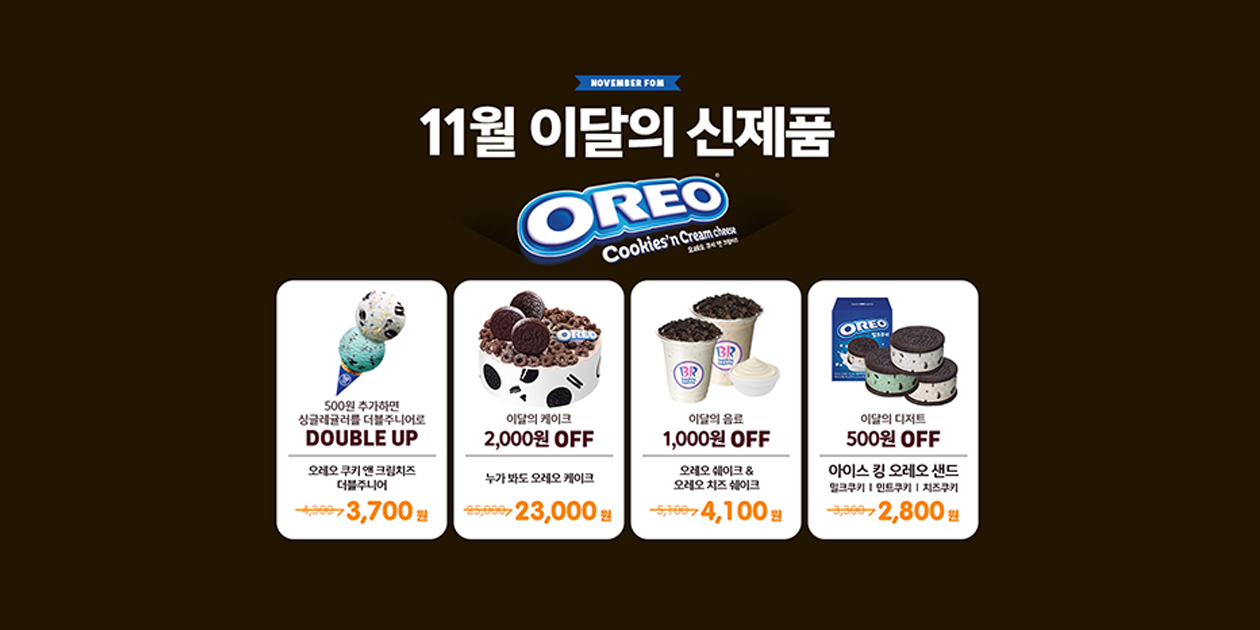 NOVEMBER FOM
11월 이달의 신제품
OREO
Cookies'n Cream cheese
오레오 쿠키 앤 크림치즈
500원 추가하면
싱글레귤러를 더블주니어로
DOUBLE UP
오레오 쿠키 앤 크림치즈
더블주니어
4,300
3,700 원
OREO
이달의 케이크
2,000원 OFF
누가 봐도 오레오 케이크
25,000
23,000 원
BR
BR
이달의 음료
1,000원 OFF
오레오 쉐이크 &
오레오 치즈 쉐이크
5,100
4,100 원
OREO
이달의 디저트
500원 OFF
아이스 킹 오레오 샌드
밀크쿠키 | 민트쿠키 | 치즈쿠키
3,300
2,800 원